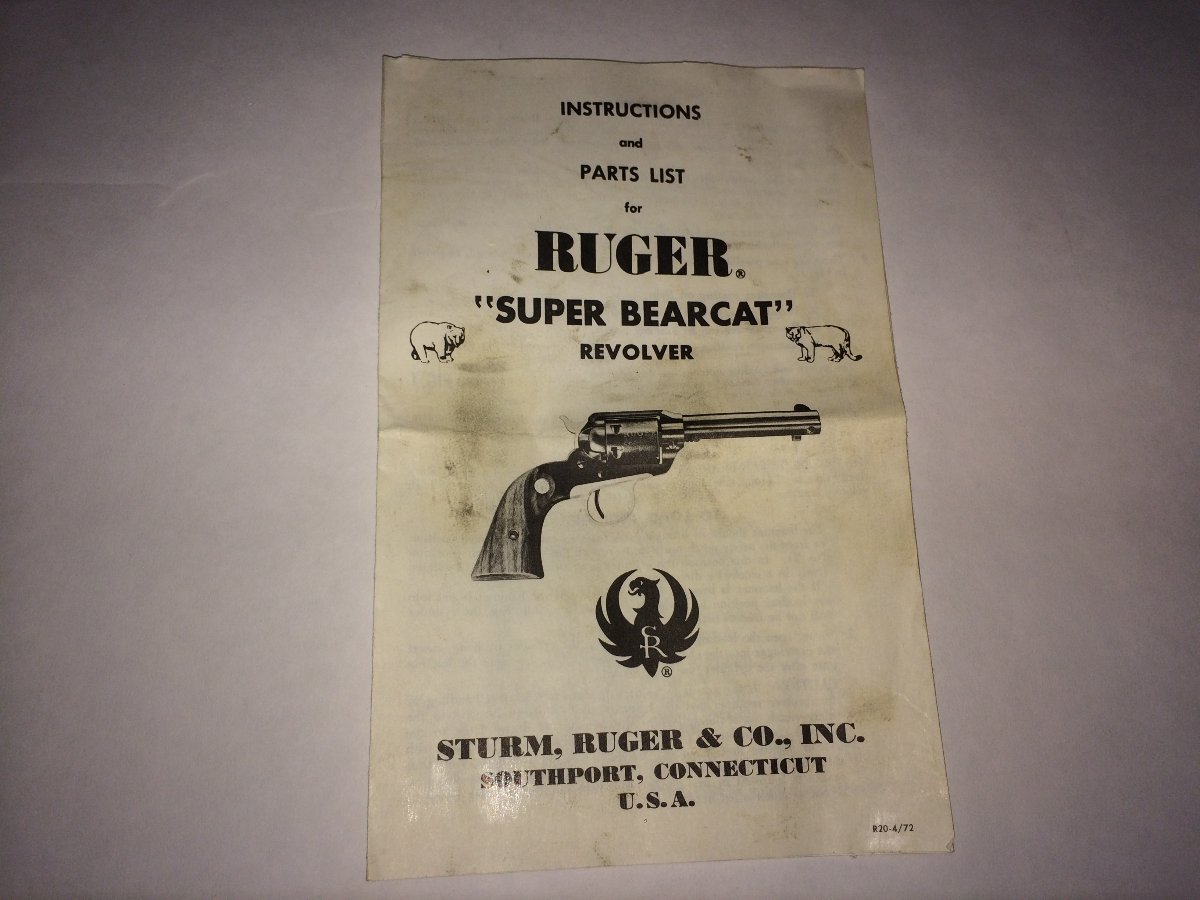 INSTRUCTIONS
and
PARTS LIST
for
RUGER®
"SUPER BEARCAT"
REVOLVER
SR
®
STURM, RUGER & CO., INC.
SOUTHPORT, CONNECTICUT
U.S.A.
R20-4/72